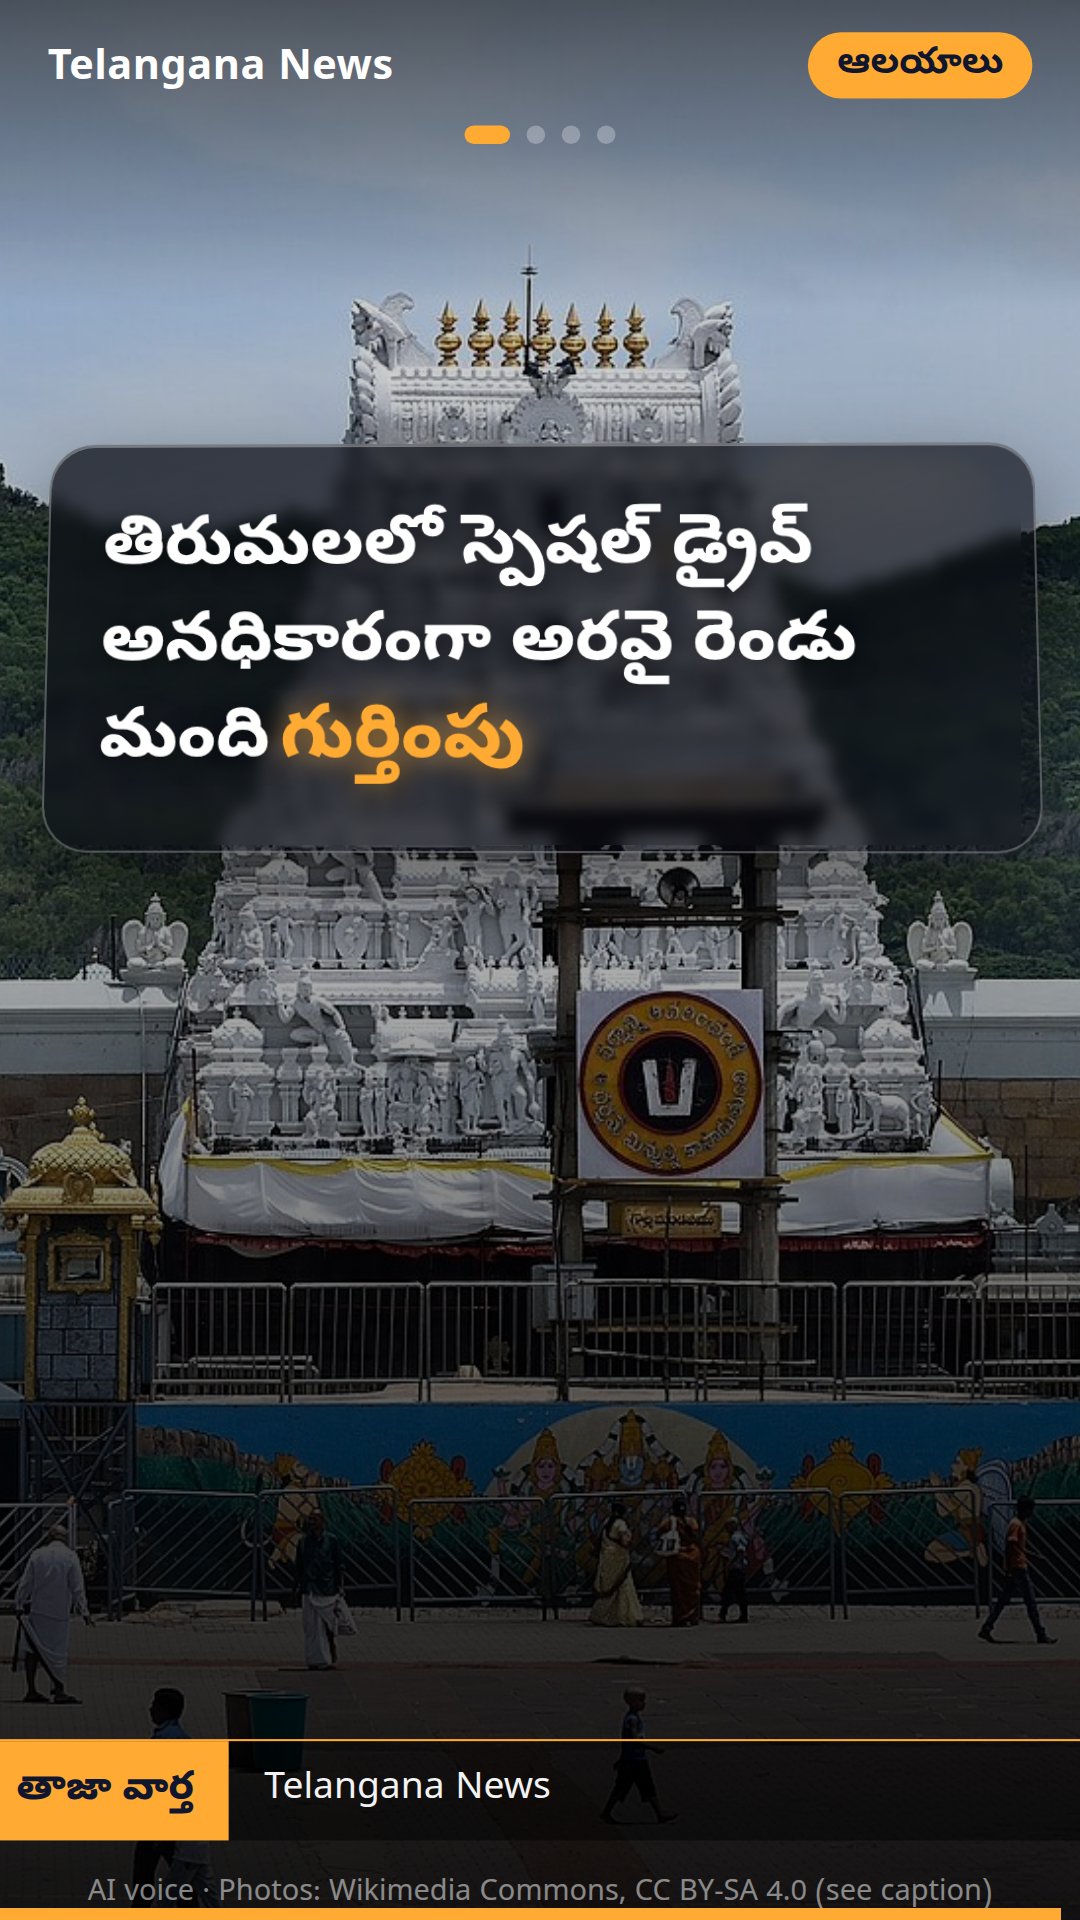 Telangana News
ఆలయాలు
తిరుమలలో స్పెషల్ డ్రైవ్
అనధికారంగా అరవై రెండు
మంది గుర్తింపు
తాజా వార్త
Telangana News
AI voice · Photos: Wikimedia Commons, CC BY-SA 4.0 (see caption)